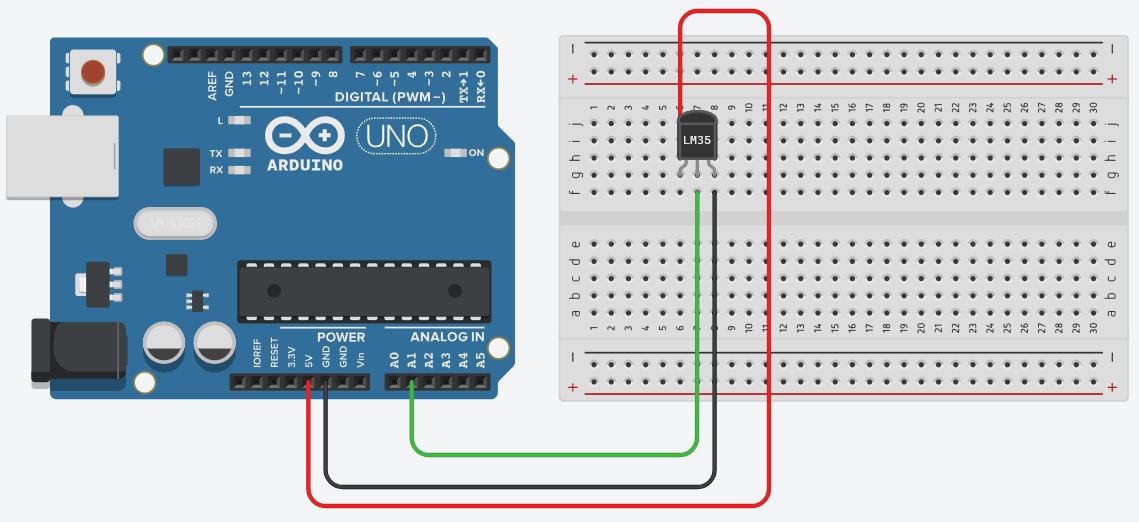 AREF
GND
13
12
~11
~10
~9
8
7
~6
~5
4
~3
2
TX→1
RX←0
DIGITAL (PWM~)
L
TX
RX
ARDUINO
UNO
ON
POWER
ANALOG IN
IOREF
RESET
3.3V
5V
GND
GND
Vin
A0
A1
A2
A3
A4
A5
− −
+ +
1 2 3 4 5 6 7 8 9 10 11 12 13 14 15 16 17 18 19 20 21 22 23 24 25 26 27 28 29 30
j j
i i
h h
g g
f f
LM35
e e
d d
c c
b b
a a
1 2 3 4 5 6 7 8 9 10 11 12 13 14 15 16 17 18 19 20 21 22 23 24 25 26 27 28 29 30
− −
+ +